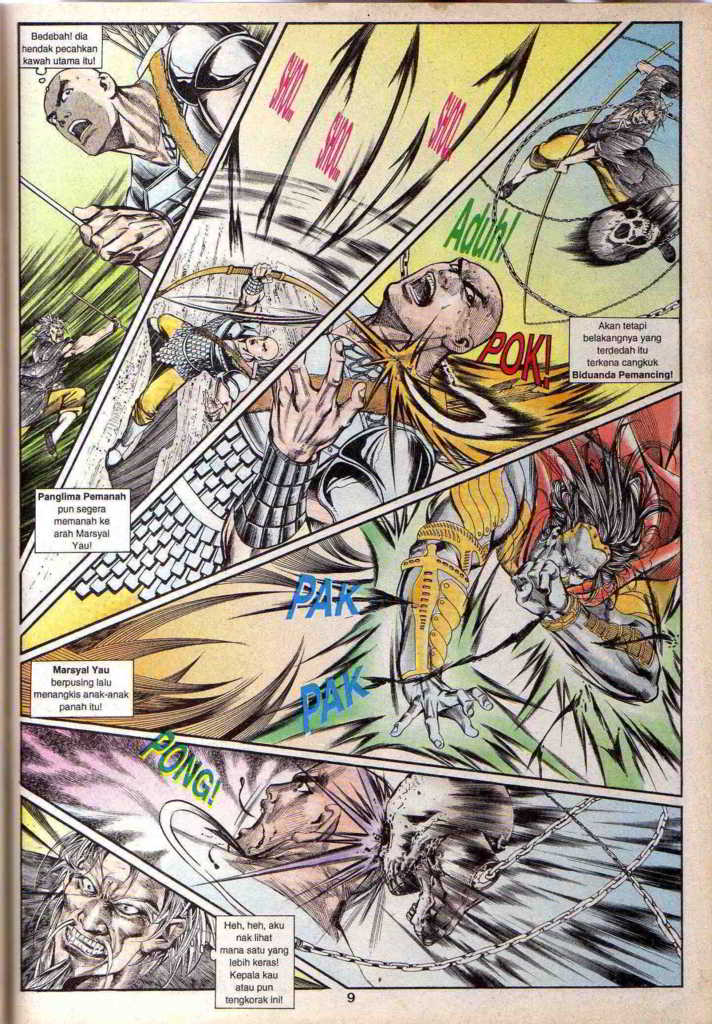 Bedebah! dia
hendak pecahkan
kawah utama itu!
SHUU..
SHUU..
SHUU..
Panglima Pemanah
pun segera
memanah ke
arah Marsyal
Yau!
Aduh!
POK!
Akan tetapi
belakangnya yang
terdedah itu
terkena cangkuk
Biduanda Pemancing!
PAK
PAK
Marsyal Yau
berpusing lalu
menangkis anak-anak
panah itu!
PONG!
Heh, heh, aku
nak lihat
mana satu yang
lebih keras!
Kepala kau
atau pun
tengkorak ini!
9